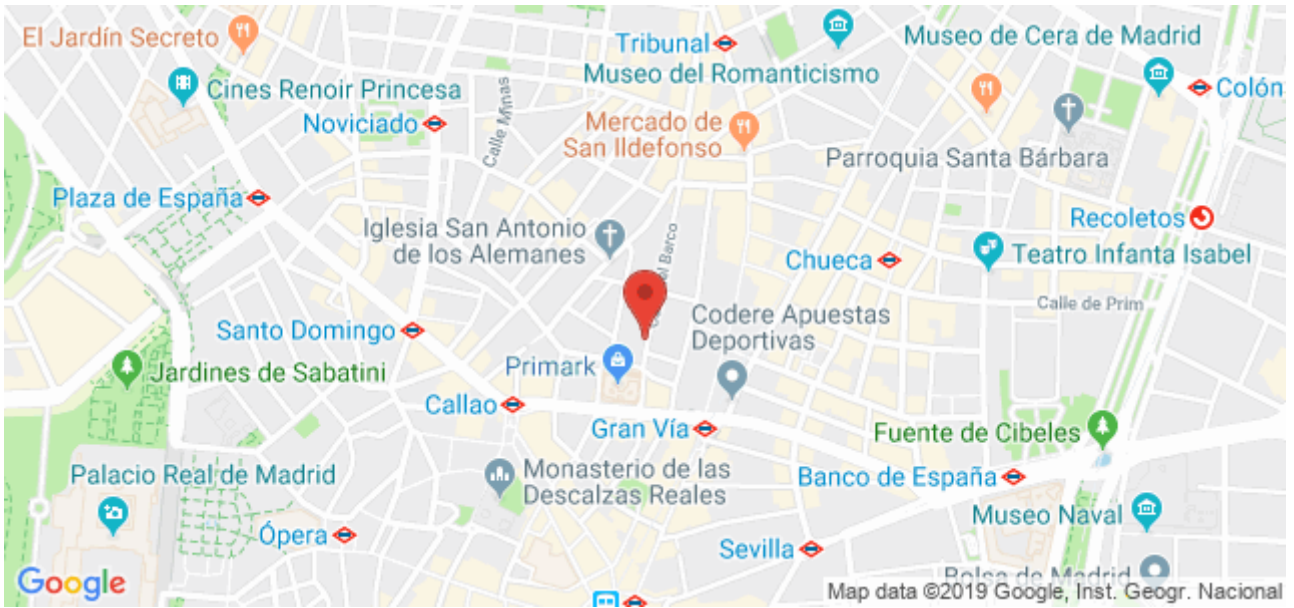 El Jardín Secreto
Tribunal
Museo de Cera de Madrid
Museo del Romanticismo
Cines Renoir Princesa
Colón
Calle Minas
Noviciado
Mercado de
San Ildefonso
Parroquia Santa Bárbara
Plaza de España
Recoletos
Iglesia San Antonio
de los Alemanes
Barco
Chueca
Teatro Infanta Isabel
Calle de Prim
Codere Apuestas
Deportivas
Santo Domingo
Primark
Jardines de Sabatini
Callao
Gran Vía
Fuente de Cibeles
Palacio Real de Madrid
Monasterio de las
Descalzas Reales
Banco de España
Museo Naval
Ópera
Sevilla
Bolsa de Madrid
Google
Map data ©2019 Google, Inst. Geogr. Nacional